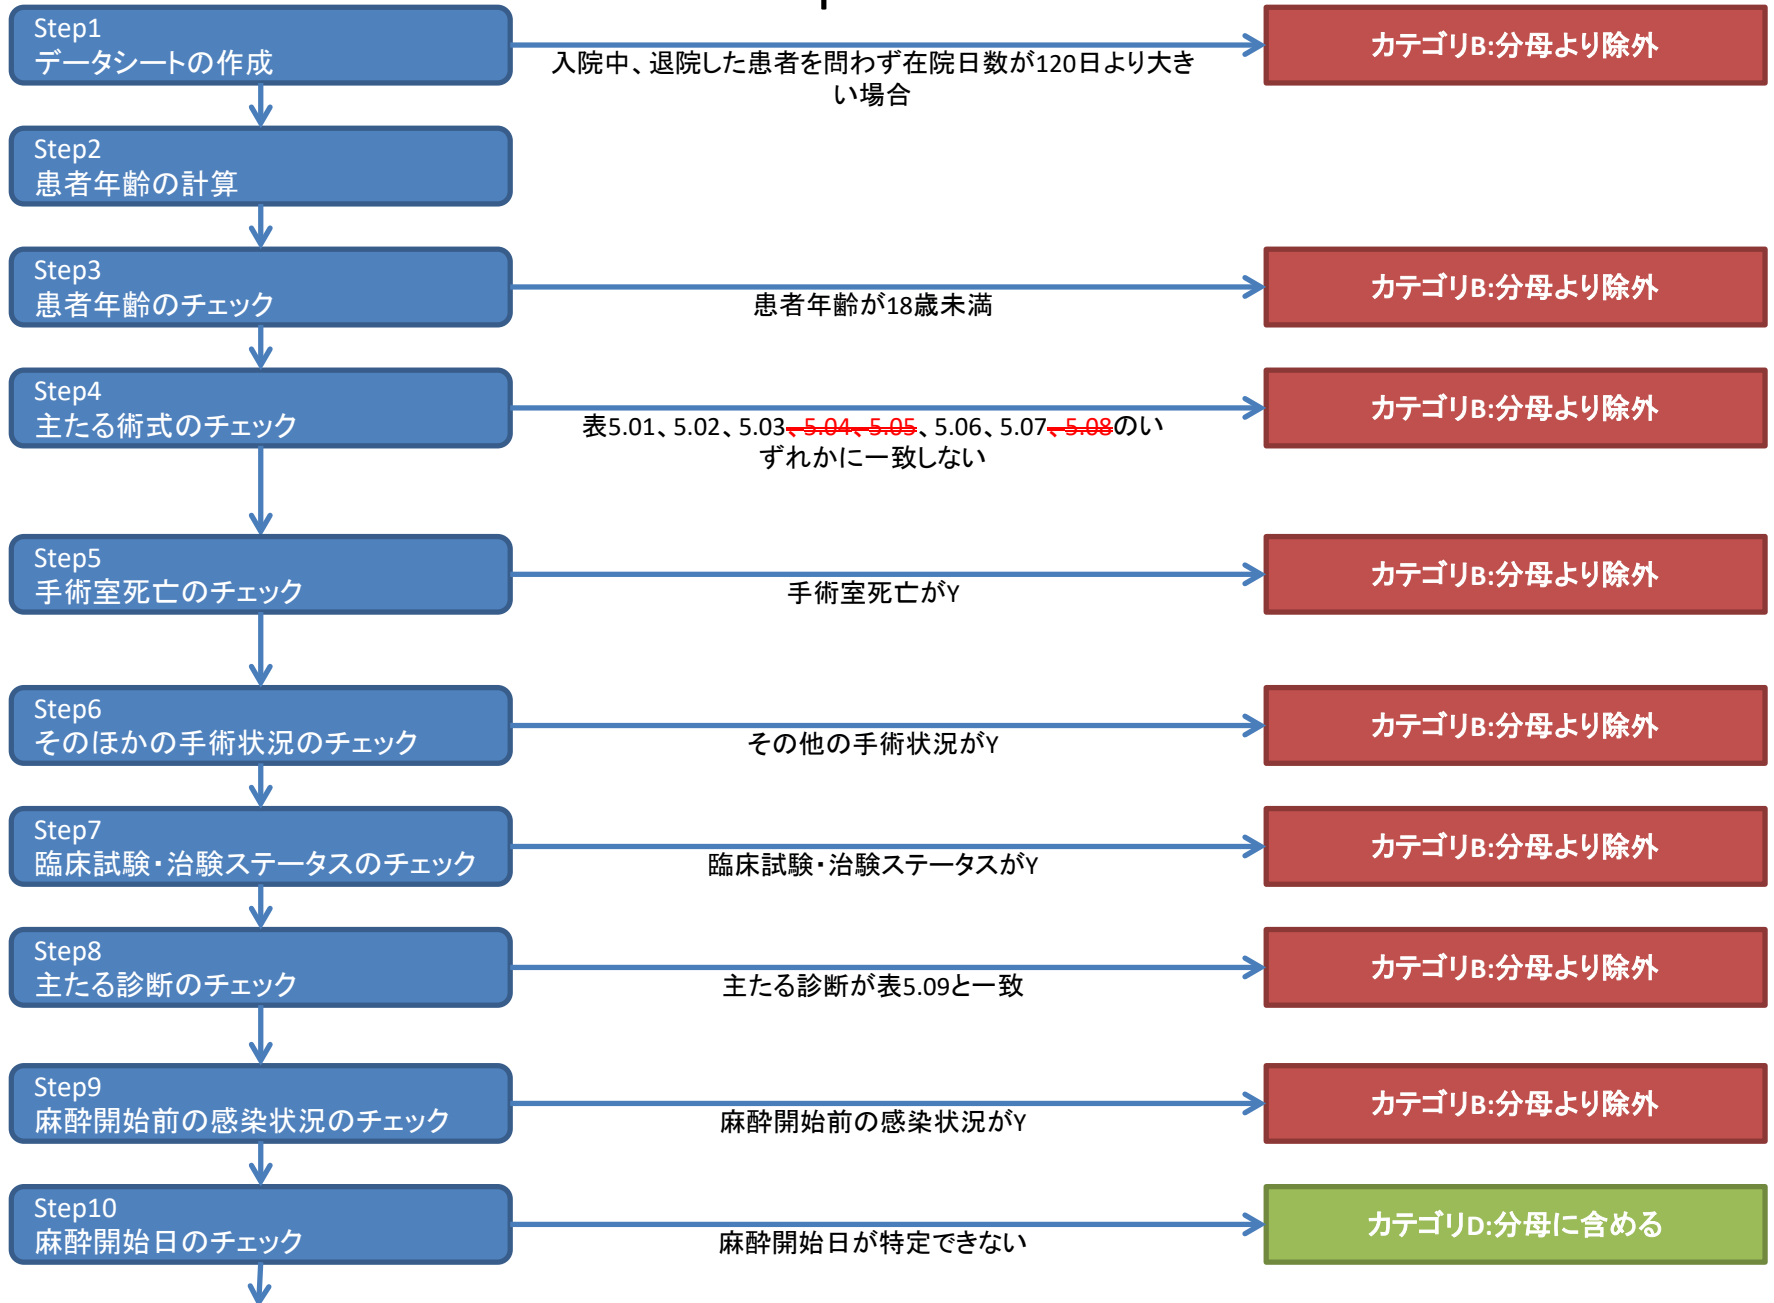 Step1
データシートの作成
入院中、退院した患者を問わず在院日数が120日より大き
い場合
カテゴリB:分母より除外
Step2
患者年齢の計算
Step3
患者年齢のチェック
患者年齢が18歳未満
カテゴリB:分母より除外
Step4
主たる術式のチェック
表5.01、5.02、5.03、5.04、5.05、5.06、5.07、5.08のい
ずれかに一致しない
カテゴリB:分母より除外
Step5
手術室死亡のチェック
手術室死亡がY
カテゴリB:分母より除外
Step6
そのほかの手術状況のチェック
その他の手術状況がY
カテゴリB:分母より除外
Step7
臨床試験・治験ステータスのチェック
臨床試験・治験ステータスがY
カテゴリB:分母より除外
Step8
主たる診断のチェック
主たる診断が表5.09と一致
カテゴリB:分母より除外
Step9
麻酔開始前の感染状況のチェック
麻酔開始前の感染状況がY
カテゴリB:分母より除外
Step10
麻酔開始日のチェック
麻酔開始日が特定できない
カテゴリD:分母に含める